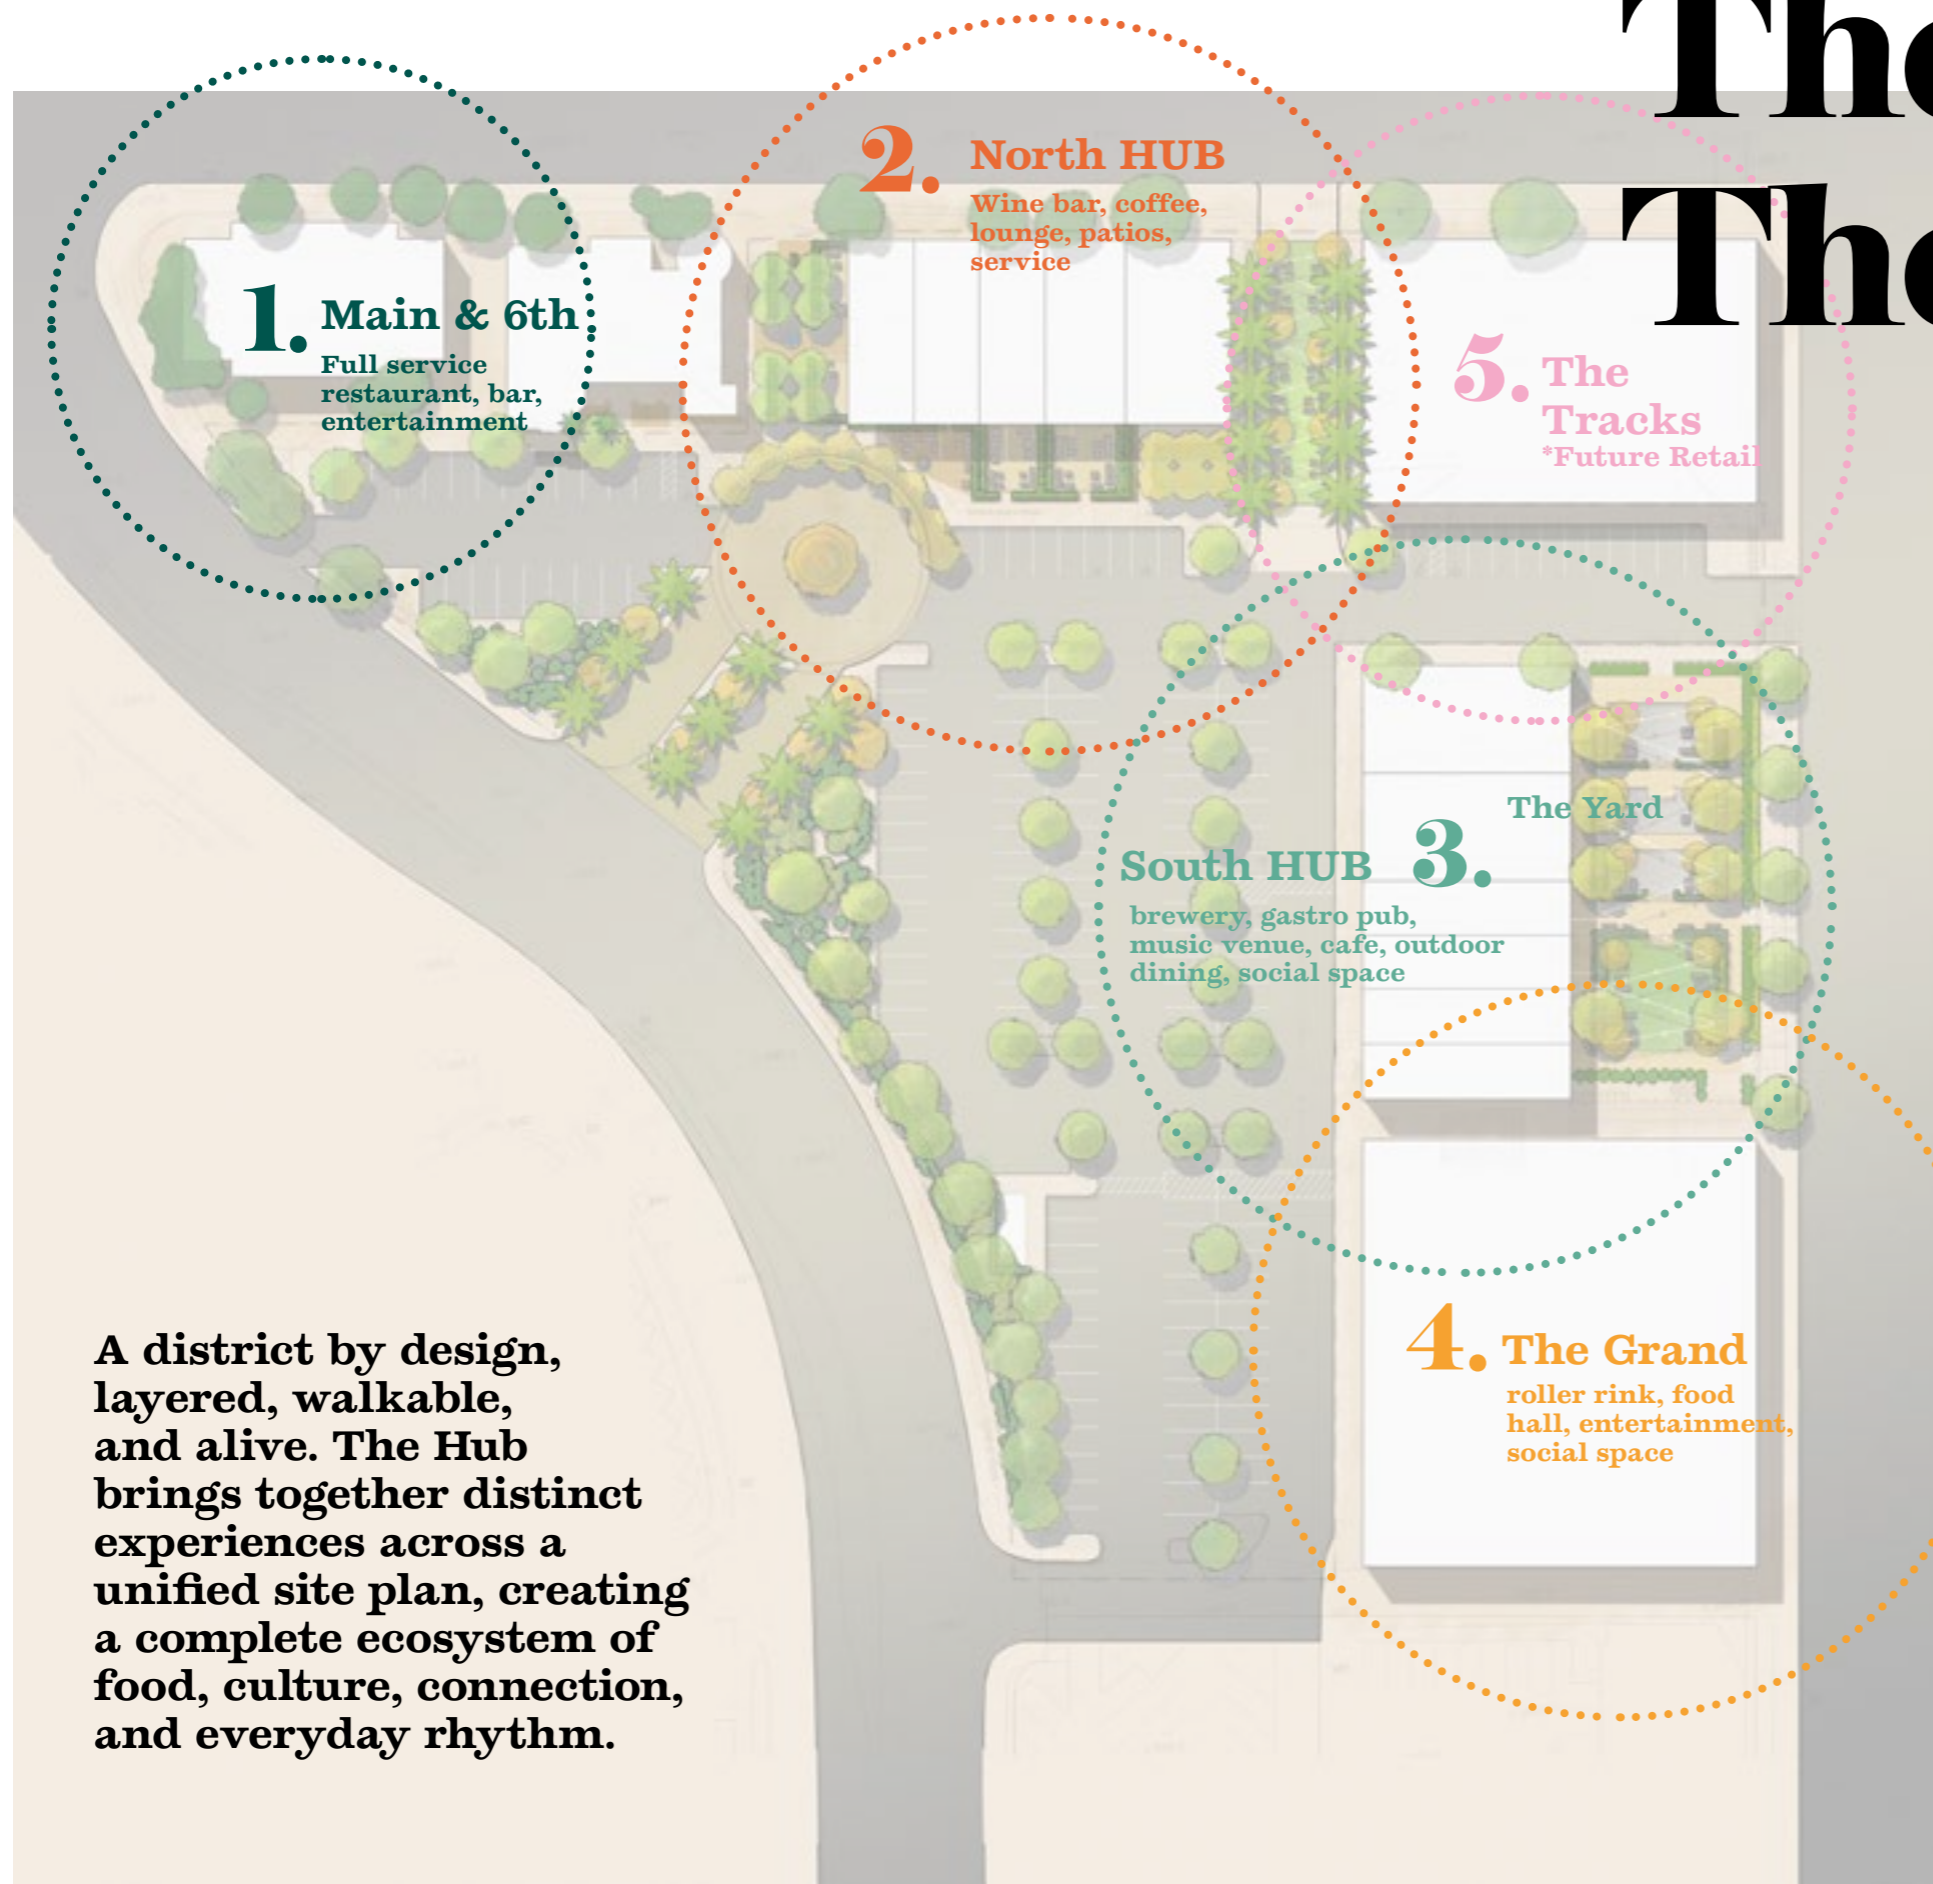 The
The
1. Main & 6th
Full service
restaurant, bar,
entertainment
2. North HUB
Wine bar, coffee,
lounge, patios,
service
5. The
Tracks
*Future Retail
The Yard
South HUB 3.
brewery, gastro pub,
music venue, cafe, outdoor
dining, social space
4. The Grand
roller rink, food
hall, entertainment,
social space
A district by design,
layered, walkable,
and alive. The Hub
brings together distinct
experiences across a
unified site plan, creating
a complete ecosystem of
food, culture, connection,
and everyday rhythm.